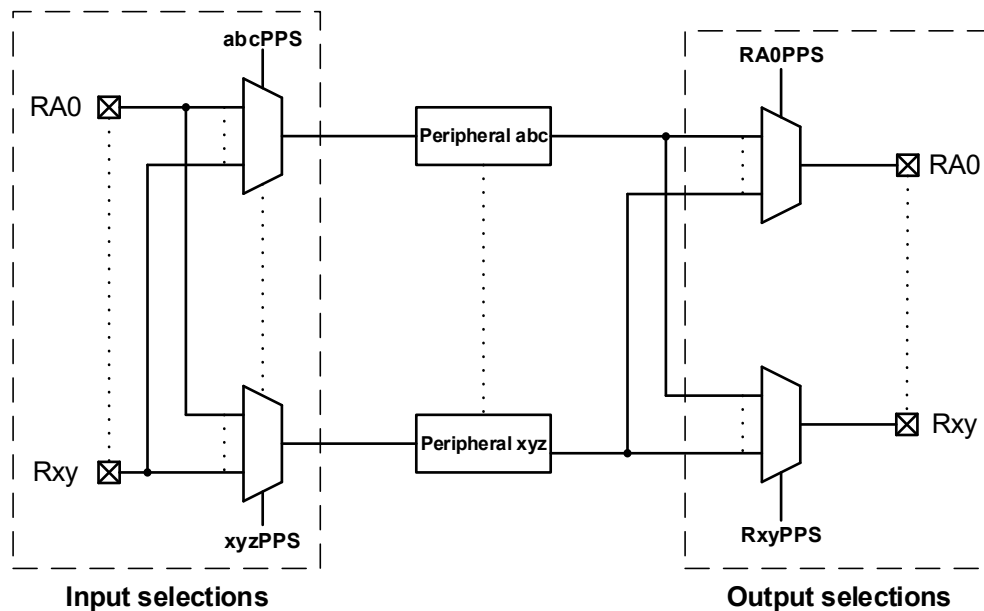 abcPPS
RA0PPS
RA0
Peripheral abc
RA0
Peripheral xyz
Rxy
Rxy
xyzPPS
RxyPPS
Input selections
Output selections